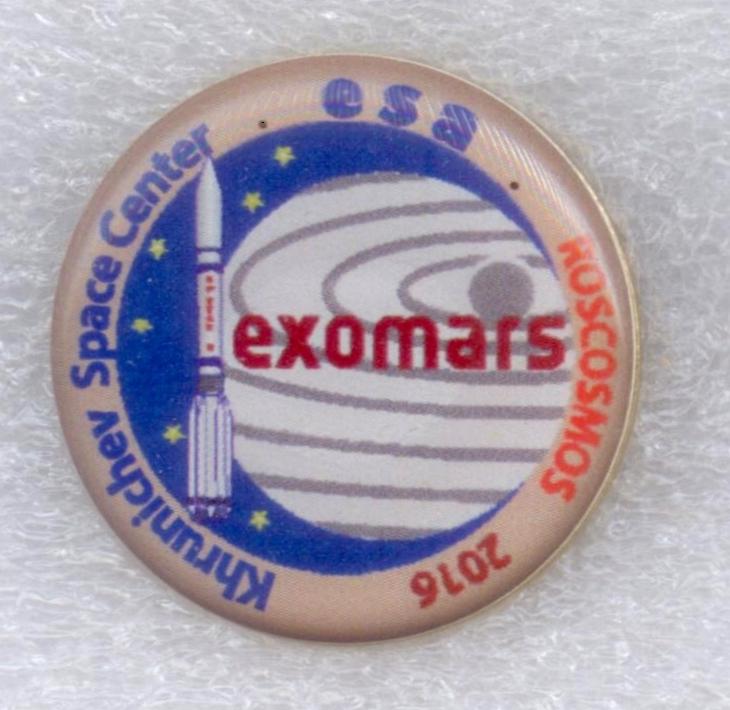 esa
ROSCOSMOS
2016
Khrunichev Space Center
exomars